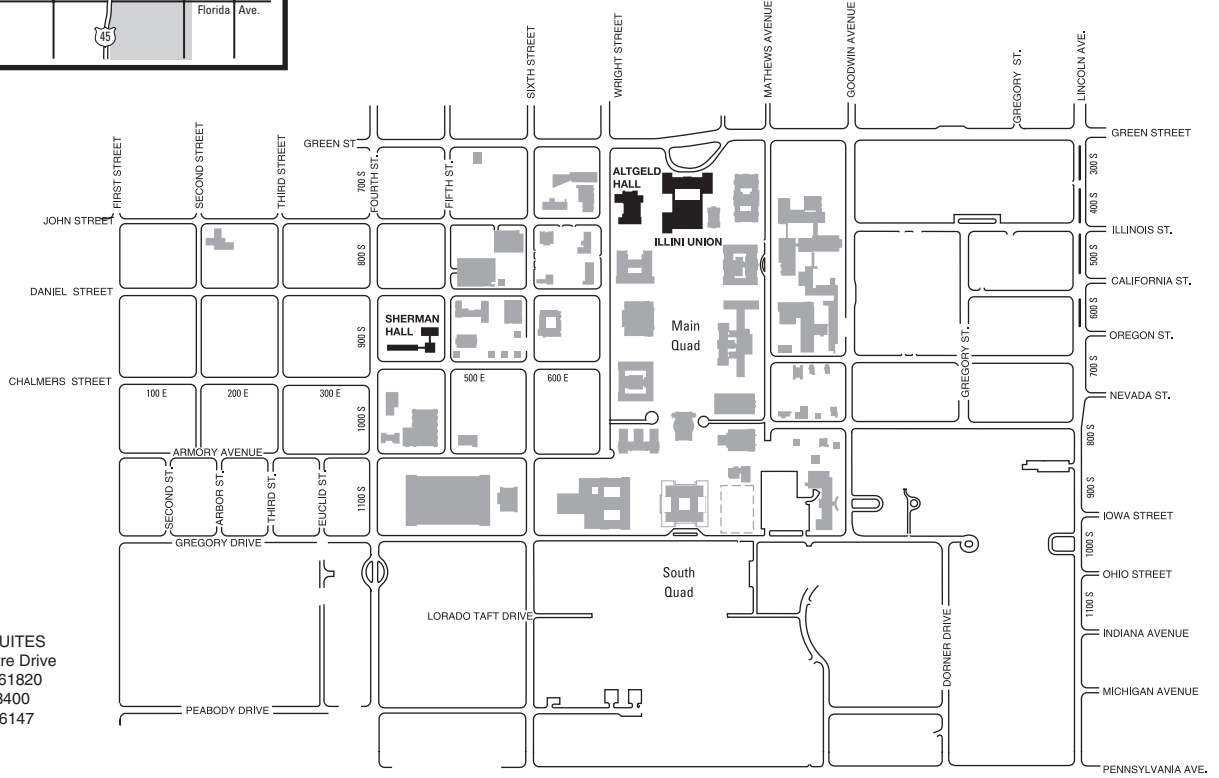 Florida Ave.
45
SIXTH STREET
WRIGHT STREET
MATHEWS AVENUE
GOODWIN AVENUE
GREGORY ST.
LINCOLN AVE.
GREEN STREET
FIRST STREET
SECOND STREET
THIRD STREET
GREEN ST.
FOURTH ST.
FIFTH ST.
700 S
300 S
ALTGELD
HALL
400 S
JOHN STREET
ILLINOIS ST.
ILLINI UNION
800 S
500 S
CALIFORNIA ST.
DANIEL STREET
600 S
SHERMAN
HALL
Main
Quad
900 S
OREGON ST.
GREGORY ST.
700 S
CHALMERS STREET
100 E
200 E
300 E
500 E
600 E
NEVADA ST.
1000 S
800 S
ARMORY AVENUE
SECOND ST.
ARBOR ST.
THIRD ST.
EUCLID ST.
1100 S
900 S
IOWA STREET
GREGORY DRIVE
1000 S
South
Quad
OHIO STREET
1100 S
LORADO TAFT DRIVE
DORNER DRIVE
INDIANA AVENUE
UITES
tre Drive
61820
3400
6147
MICHIGAN AVENUE
PEABODY DRIVE
PENNSYLVANIA AVE.